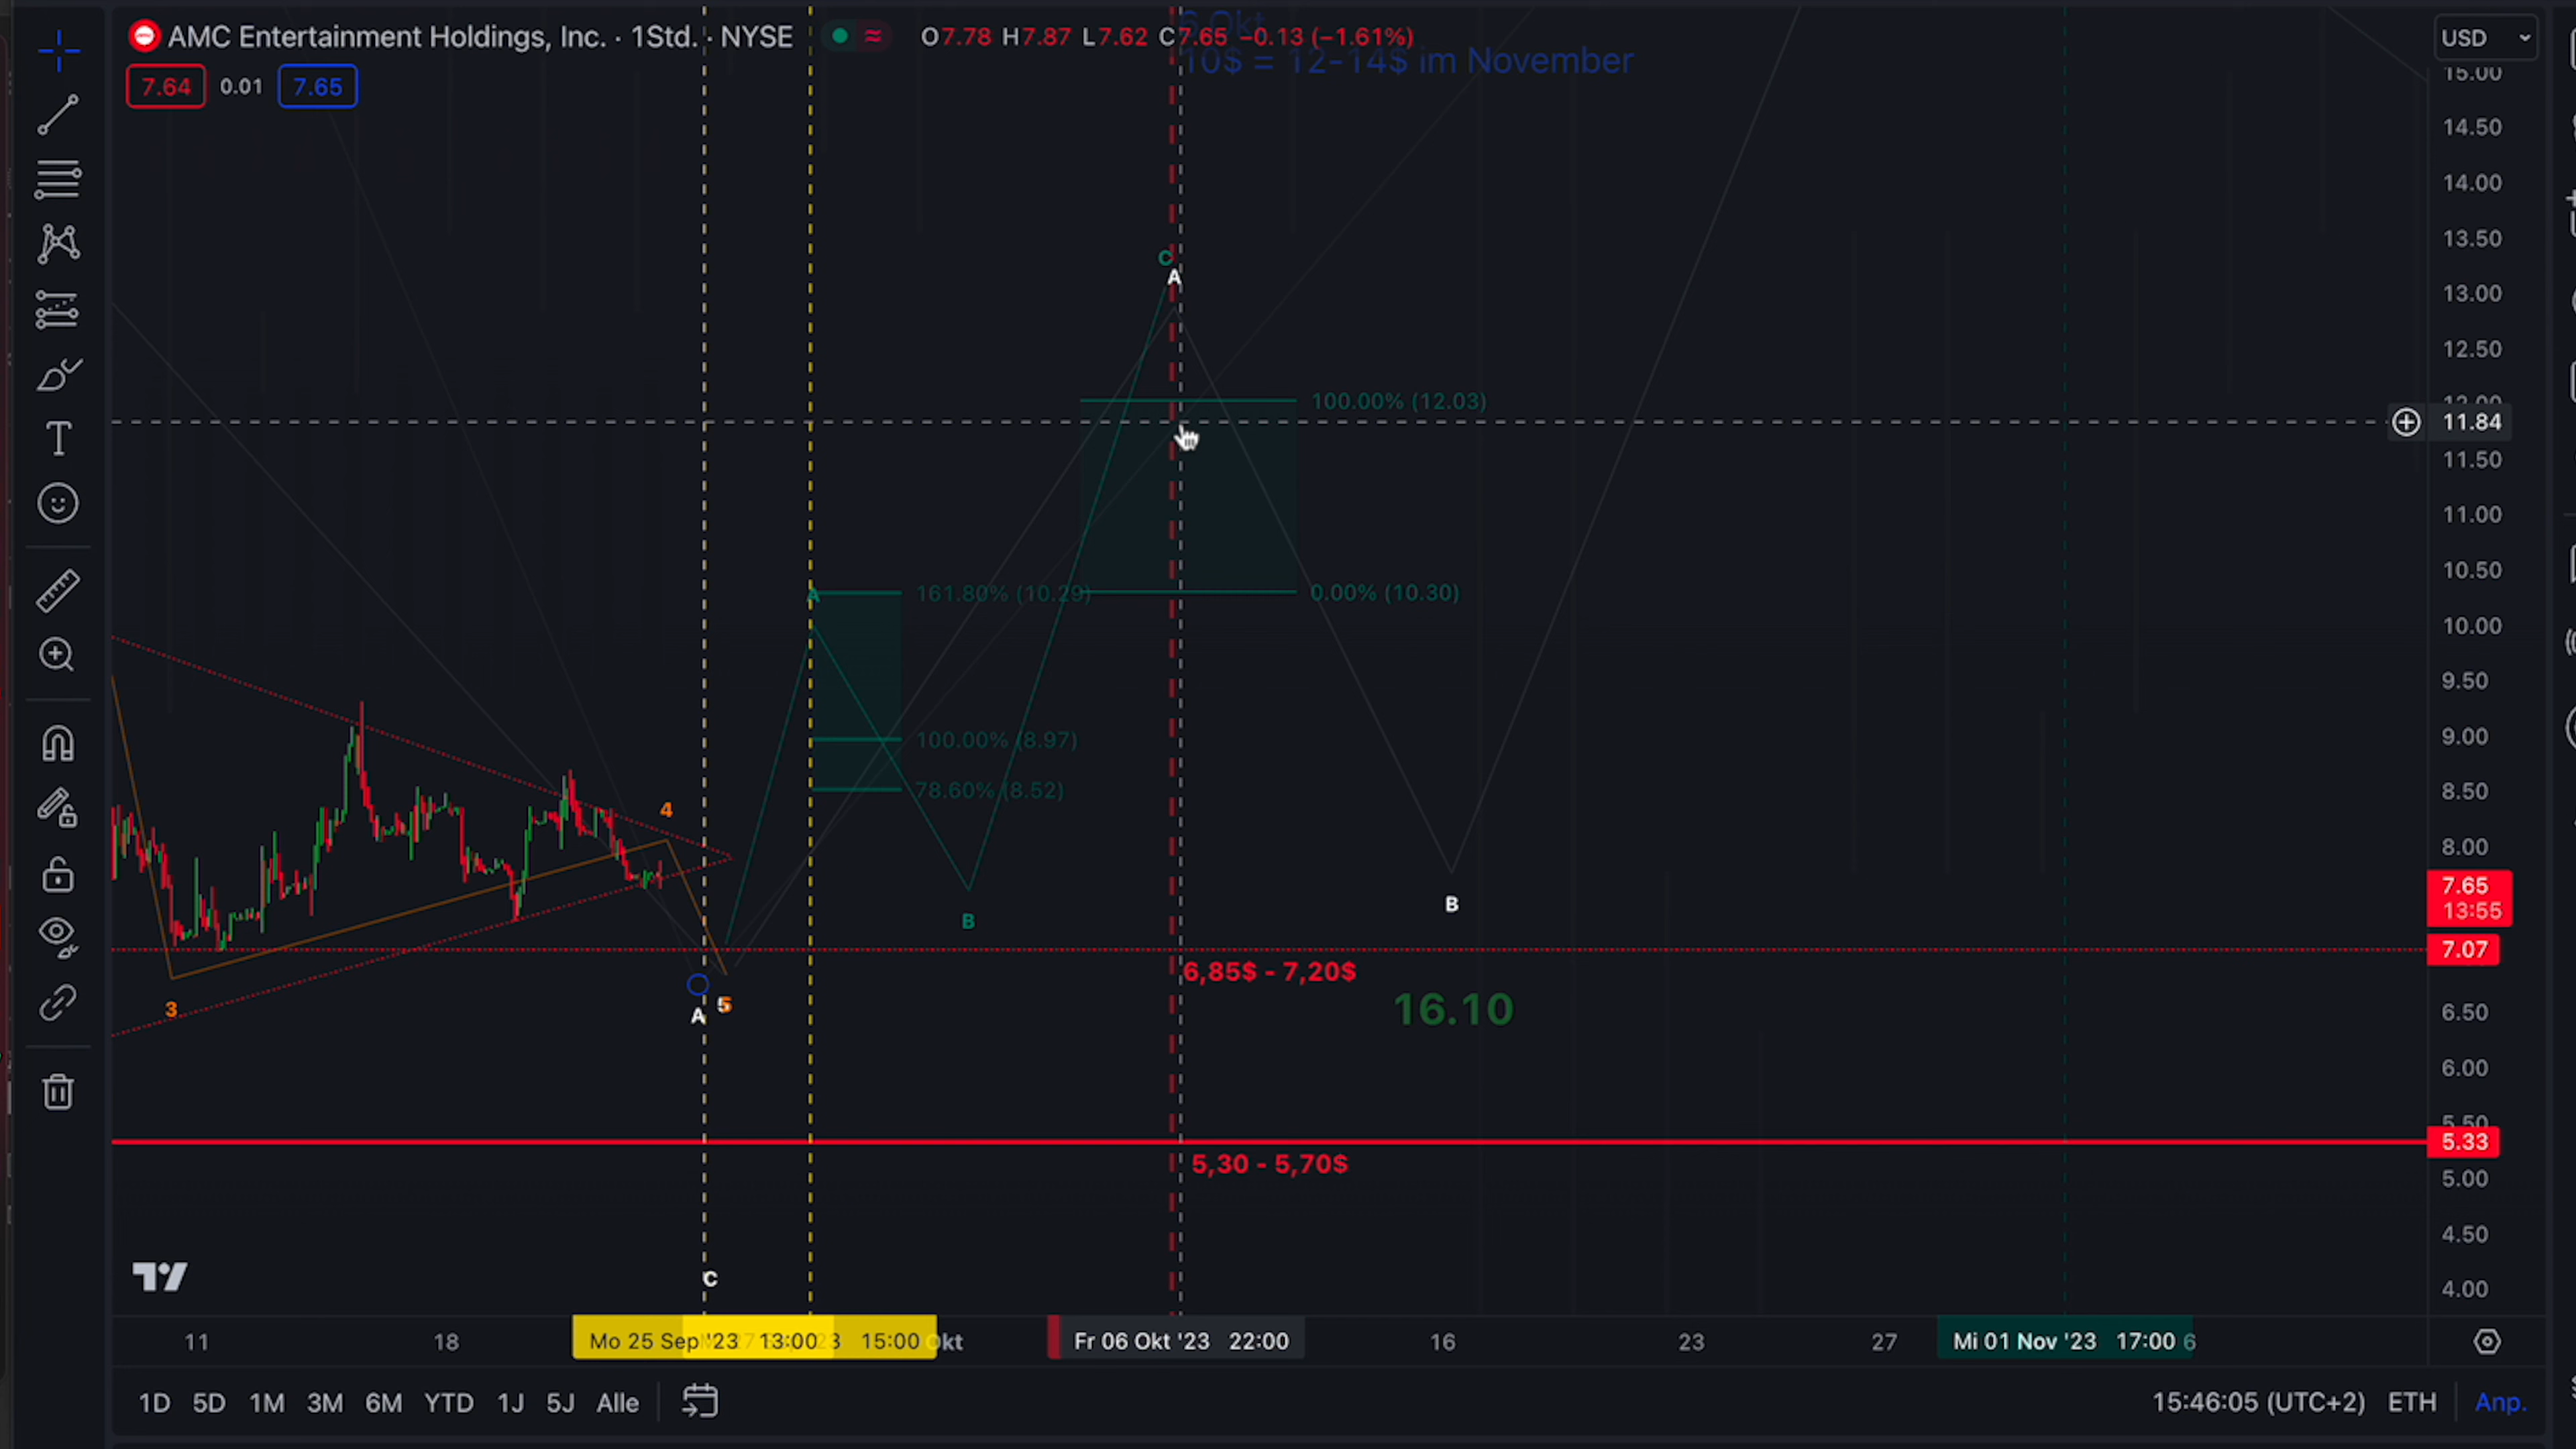 AMC Entertainment Holdings, Inc. · 1Std. · NYSE
O7.78 H7.87 L7.62 C7.65 −0.13 (−1.61%)
USD
6 Okt
10$ = 12-14$ im November
7.64 0.01 7.65
15.00
14.50
14.00
13.50
13.00
12.50
12.00
11.84
11.50
11.00
10.50
10.00
9.50
9.00
8.50
8.00
7.65
13:55
7.07
6.50
6.00
5.50
5.33
5.00
4.50
4.00
C
A
100.00% (12.03)
A
161.80% (10.29)
0.00% (10.30)
100.00% (8.97)
78.60% (8.52)
4
B
B
6,85$ - 7,20$
3
A
5
16.10
5,30 - 5,70$
C
11 18 Mo 25 Sep '23 13:00 15:00 Okt Fr 06 Okt '23 22:00 16 23 27 Mi 01 Nov '23 17:00 6
1D 5D 1M 3M 6M YTD 1J 5J Alle
15:46:05 (UTC+2) ETH Anp.